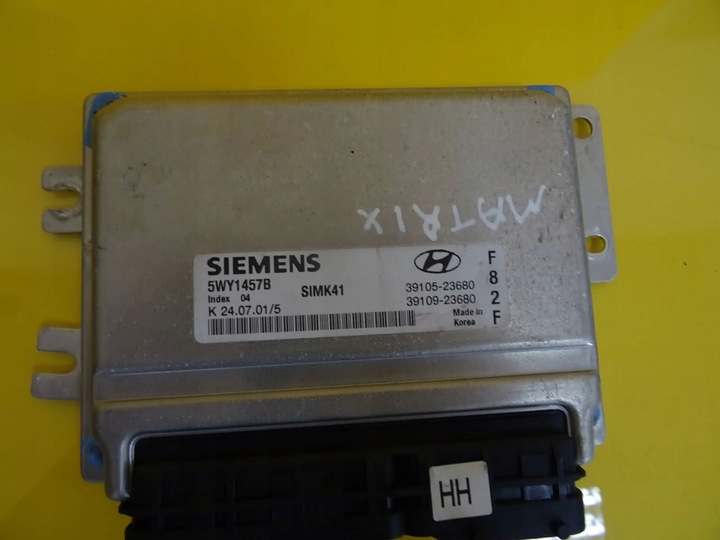 MATRIX
SIEMENS
5WY1457B
Index 04
SIMK41
K 24.07.01/5
39105-23680
39109-23680
Made in
Korea
F
8
2
F
HH